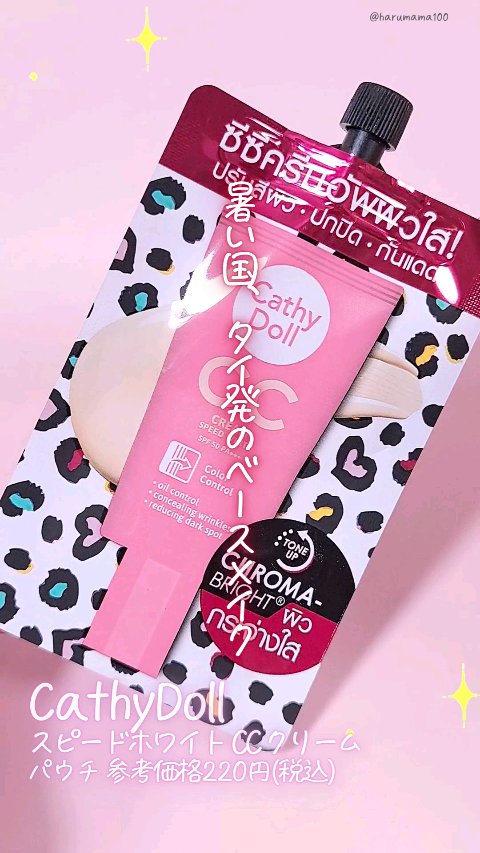 @harumama100
ซีซีครีมอัพผิวใส!
ปรับสีผิว • ปกปิด • กันแดด
暑い国、タイ発のベースメイク
Cathy
Doll
CC
SPEED
SPF 50 PA+++
Color
Control
• oil control
• concealing wrinkles
• reducing dark spot
TONE
UP
CHROMA-
BRIGHT®
ผิว
กระจ่างใส
CathyDoll
スピードホワイト CCクリーム
パウチ 参考価格220円(税込)